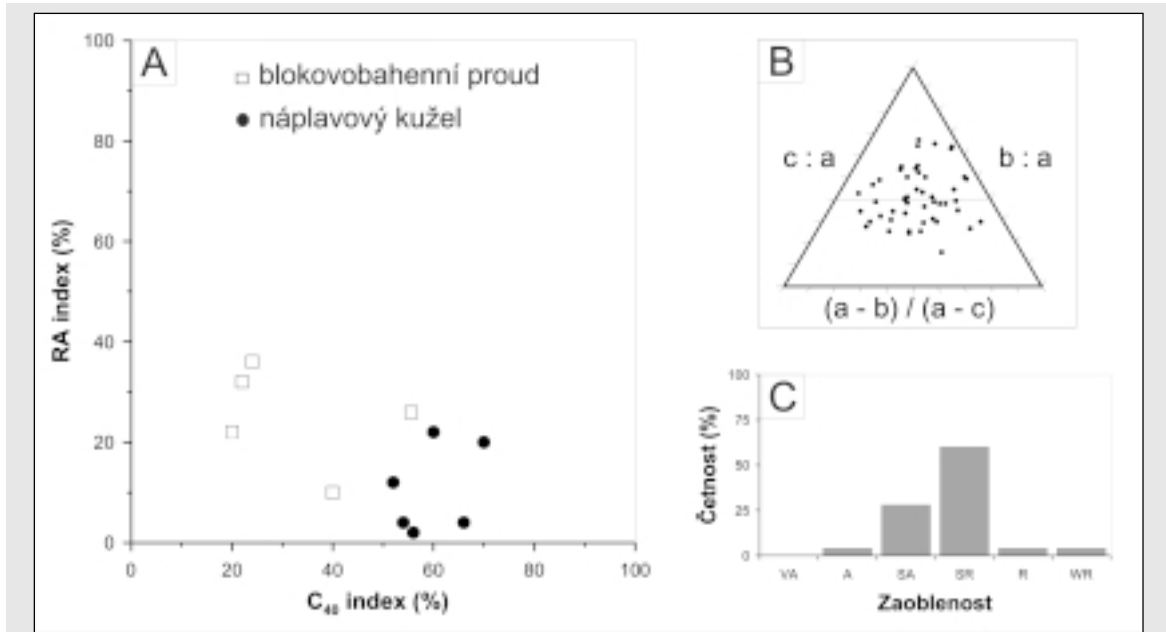 A
blokovobahenní proud
náplavový kužel
RA index (%)
100
80
60
40
20
0
0 20 40 60 80 100
C₄₀ index (%)
B
c : a
b : a
(a - b) / (a - c)
C
Četnost (%)
100
75
50
25
0
VA A SA SR R WR
Zaoblenost